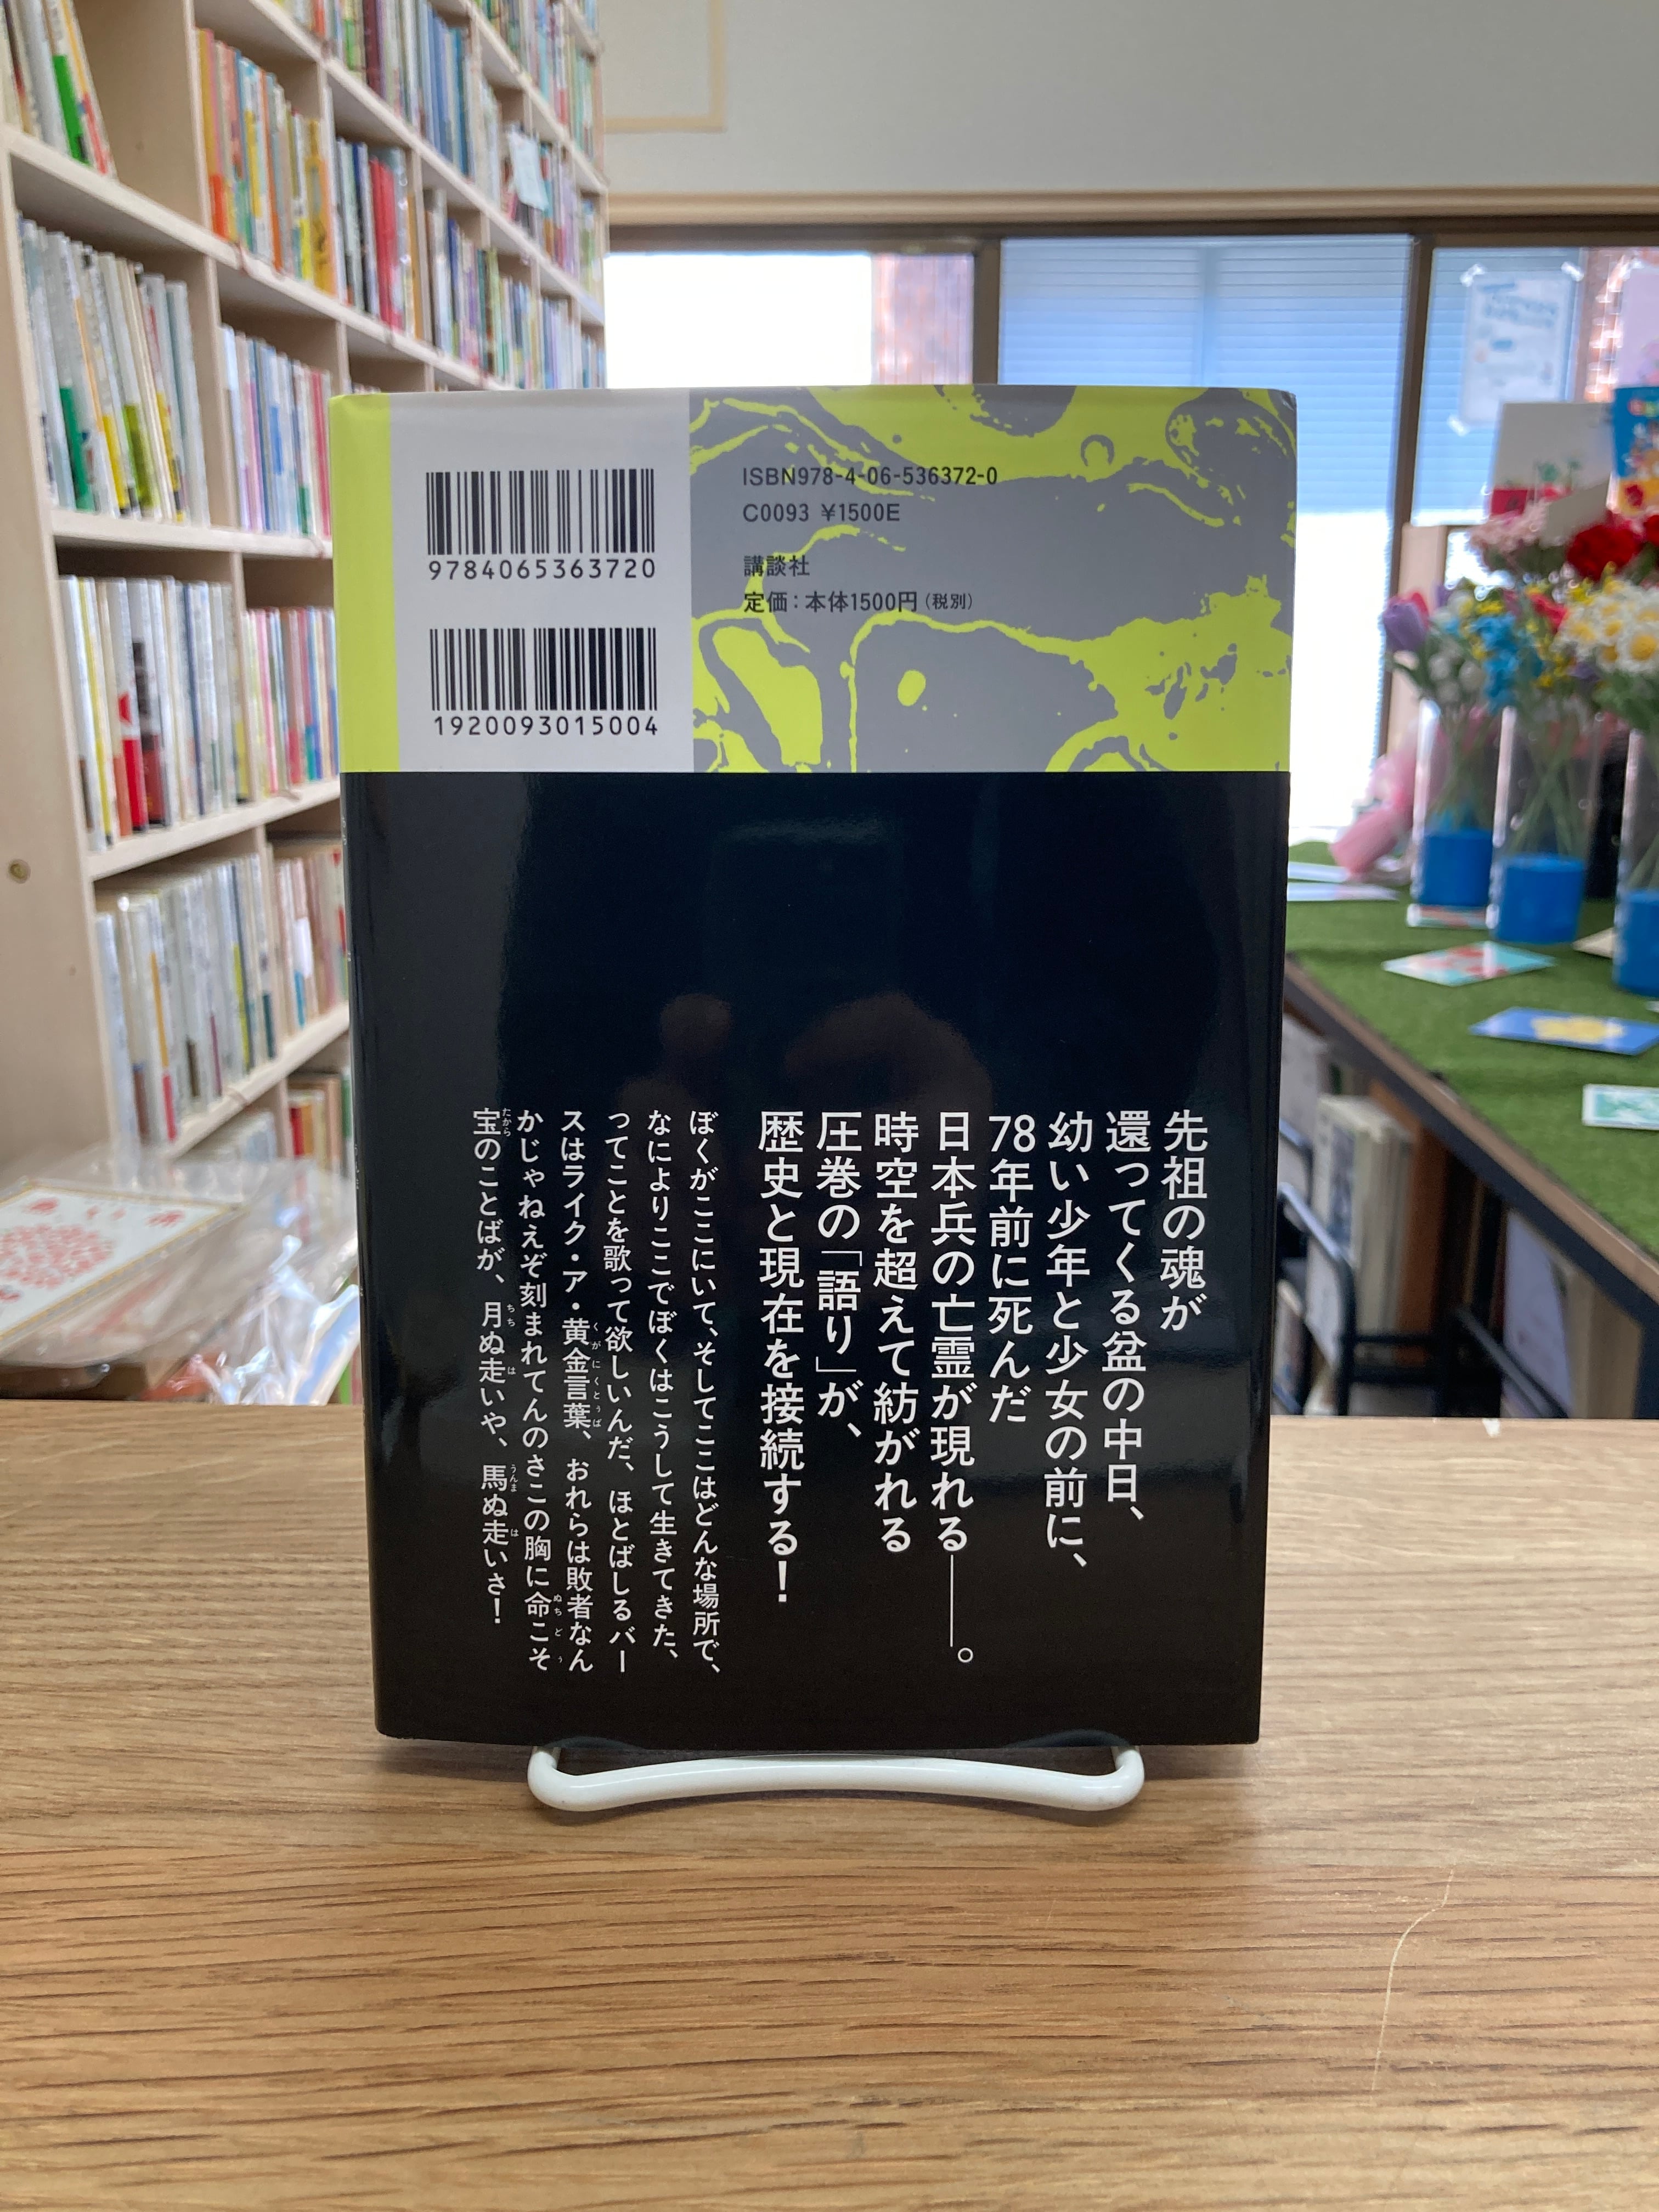 9784065363720
1920093015004
ISBN978-4-06-536372-0
C0093 ¥1500E
講談社
定価：本体1500円（税別）
先祖の魂が
還ってくる盆の中日、
幼い少年と少女の前に、
78年前に死んだ
日本兵の亡霊が現れる――。
時空を超えて紡がれる
圧巻の「語り」が、
歴史と現在を接続する！
ぼくがここにいて、そしてここはどんな場所で、
なによりここでぼくはこうして生きてきた、
ってことを歌って欲しいんだ、ほとばしるバー
スはライク・ア・黄金言葉、おれらは敗者なん
かじゃねえぞ刻まれてんのさこの胸に命こそ
宝のことばが、月ぬ走いや、馬ぬ走いさ！